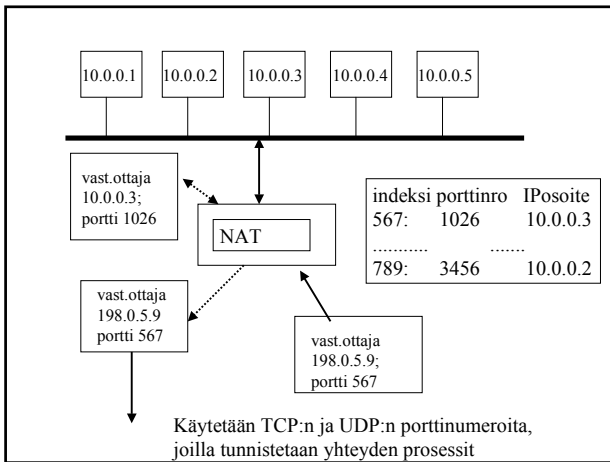 10.0.0.1
10.0.0.2
10.0.0.3
10.0.0.4
10.0.0.5
vast.ottaja
10.0.0.3;
portti 1026
NAT
indeksi porttinro IPosoite
567: 1026 10.0.0.3
........... .......
789: 3456 10.0.0.2
vast.ottaja
198.0.5.9
portti 567
vast.ottaja
198.0.5.9;
portti 567
Käytetään TCP:n ja UDP:n porttinumeroita,
joilla tunnistetaan yhteyden prosessit